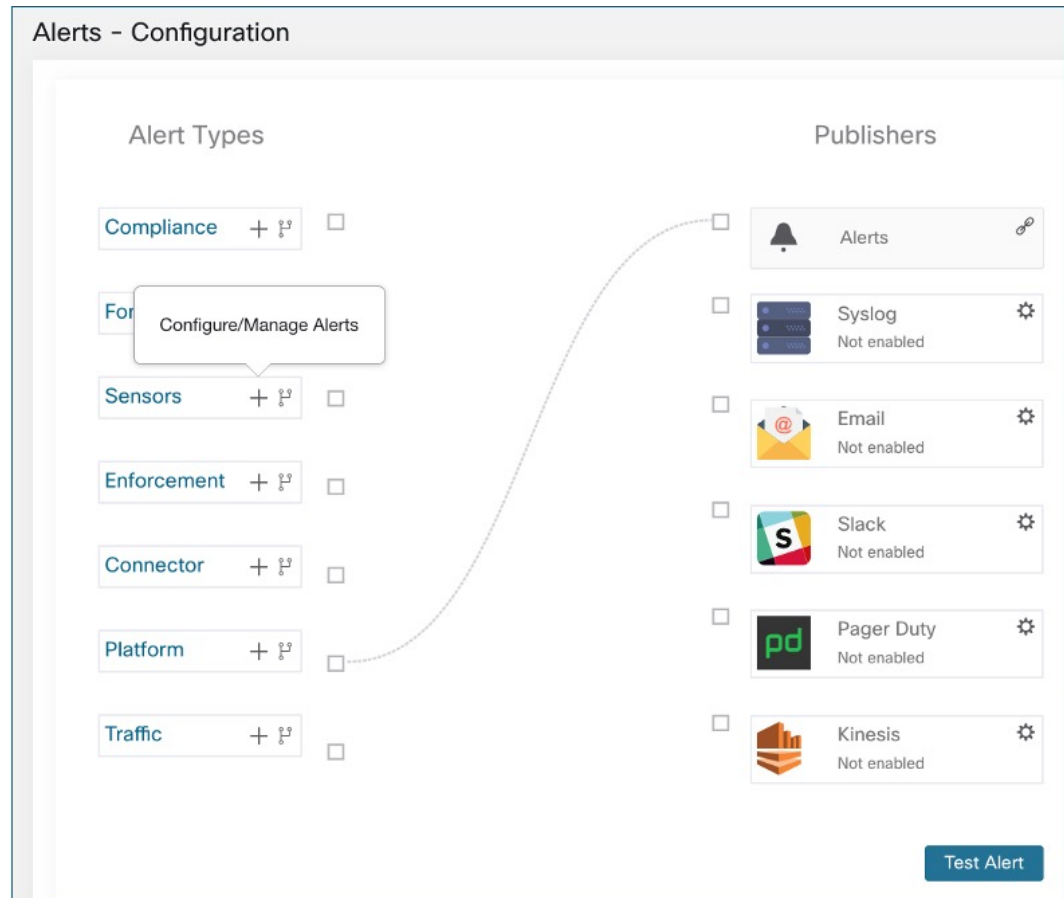 Alerts - Configuration
Alert Types
Publishers
Compliance
For
Configure/Manage Alerts
Sensors
Enforcement
Connector
Platform
Traffic
Alerts
Syslog
Not enabled
@
Email
Not enabled
S
Slack
Not enabled
pd
Pager Duty
Not enabled
Kinesis
Not enabled
Test Alert